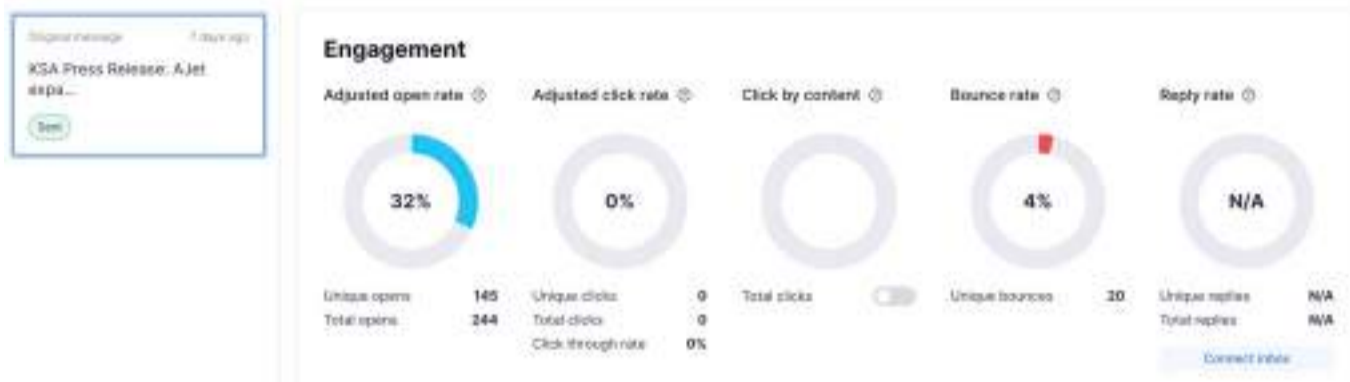 Original message 7 days ago
KSA Press Release: AJet
expa...
Sent
Engagement
Adjusted open rate
32%
Unique opens 145
Total opens 244
Adjusted click rate
0%
Unique clicks 0
Total clicks 0
Click through rate 0%
Click by content
Total clicks
Bounce rate
4%
Unique bounces 20
Reply rate
N/A
Unique replies N/A
Total replies N/A
Connect inbox